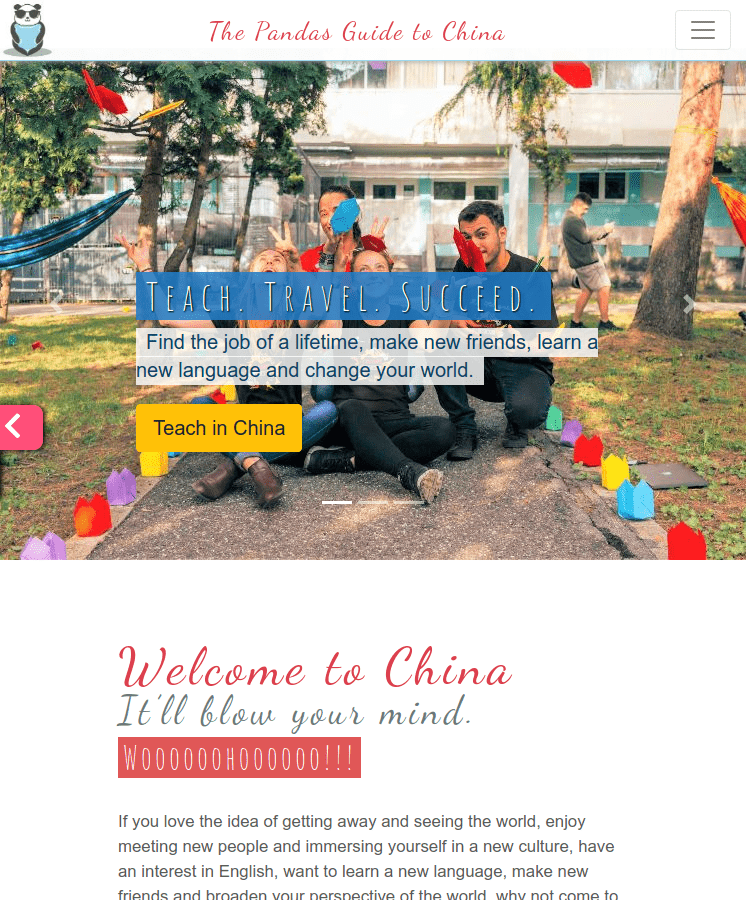 The Pandas Guide to China
Teach. Travel. Succeed.
Find the job of a lifetime, make new friends, learn a
new language and change your world.
Teach in China
Welcome to China
It'll blow your mind.
Woooooohoooooo!!!
If you love the idea of getting away and seeing the world, enjoy
meeting new people and immersing yourself in a new culture, have
an interest in English, want to learn a new language, make new
friends and broaden your perspective of the world, why not come to